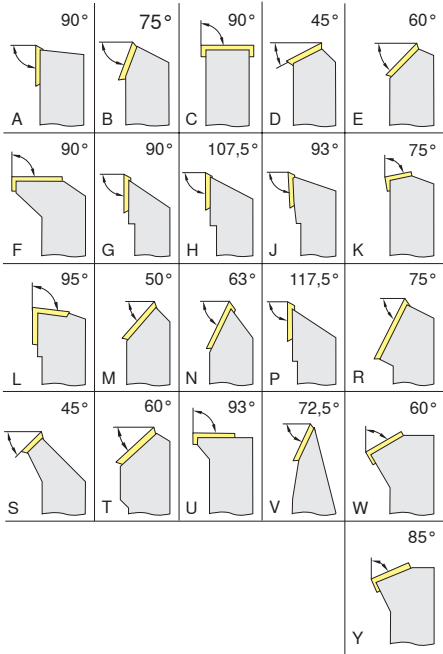 90° 75° 90° 45° 60°
A B C D E
90° 90° 107,5° 93° 75°
F G H J K
95° 50° 63° 117,5° 75°
L M N P R
45° 60° 93° 72,5° 60°
S T U V W
85°
Y